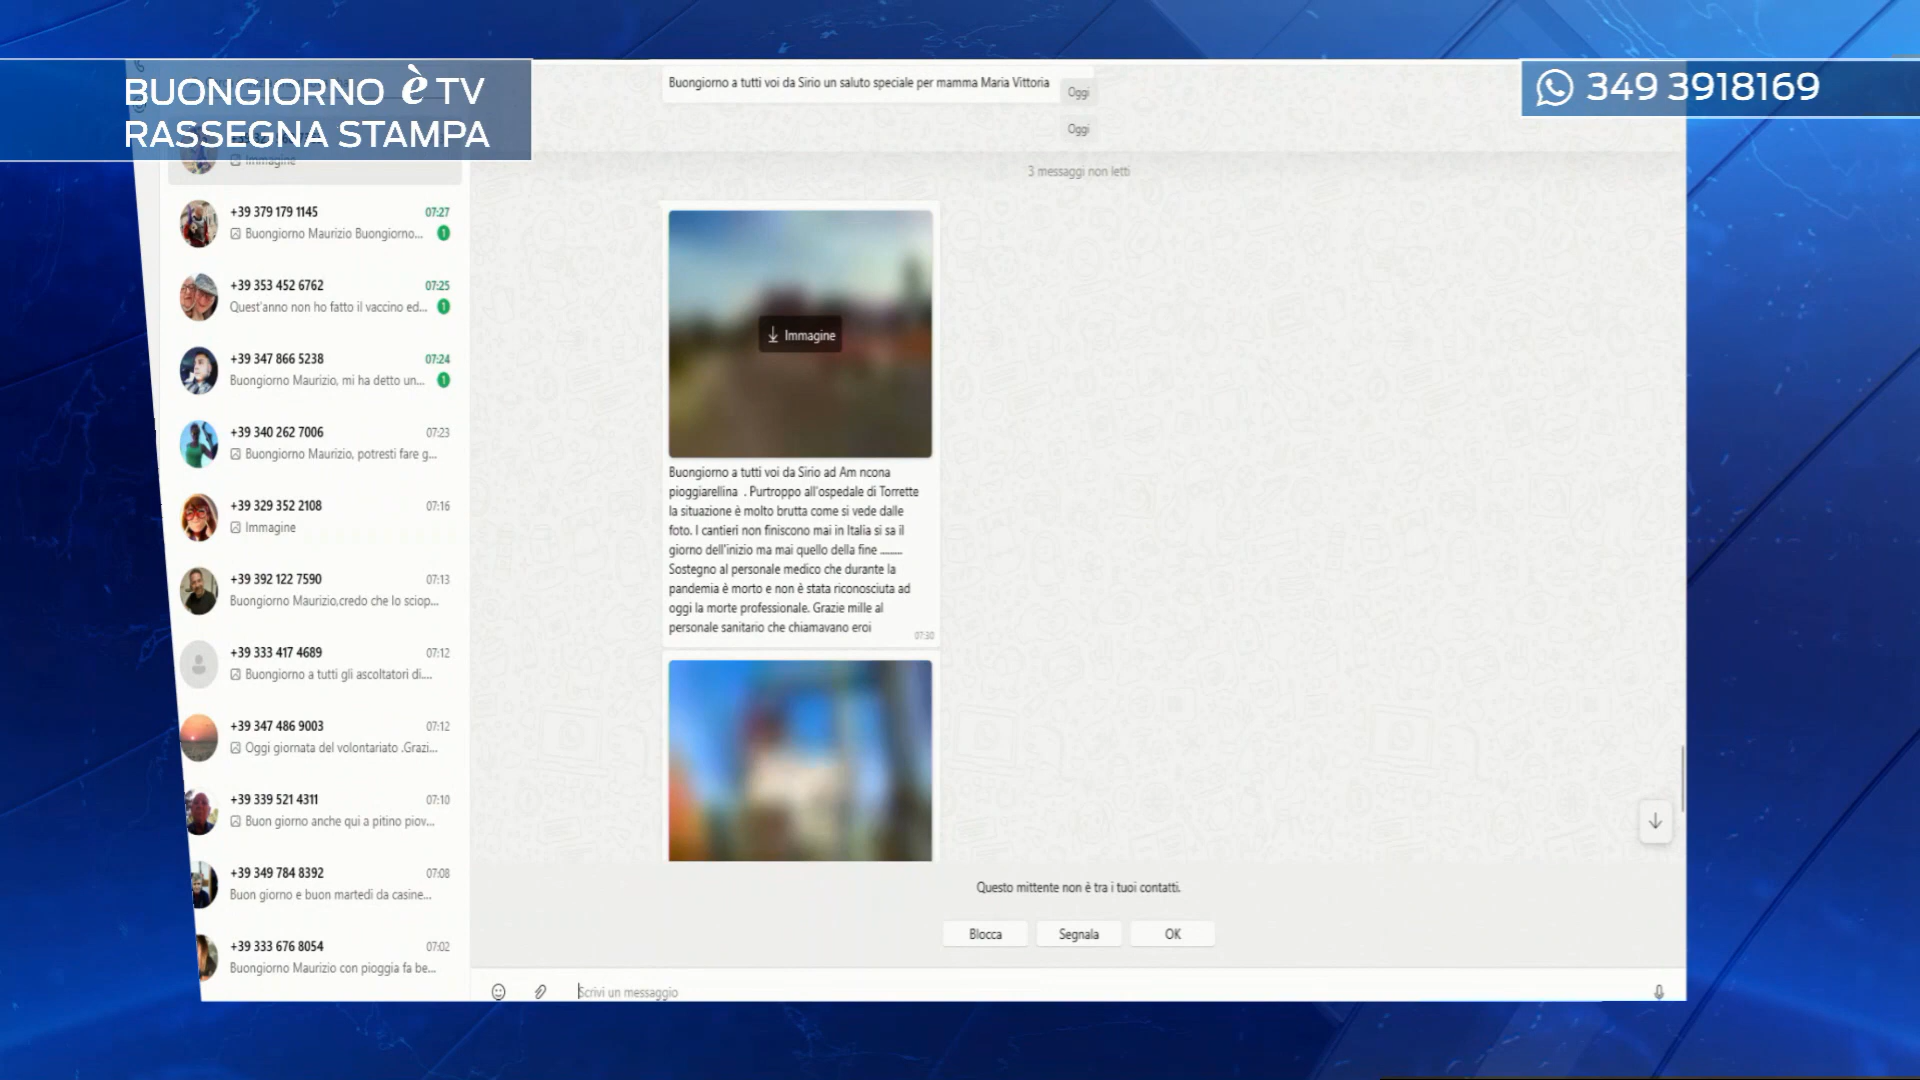 BUONGIORNO è TV
RASSEGNA STAMPA
349 3918169
Immagine
+39 379 179 1145
07:27
Buongiorno Maurizio Buongiorno...
1
+39 353 452 6762
07:25
Quest'anno non ho fatto il vaccino ed...
1
+39 347 866 5238
07:24
Buongiorno Maurizio, mi ha detto un...
1
+39 340 262 7006
07:23
Buongiorno Maurizio, potresti fare g...
+39 329 352 2108
07:16
Immagine
+39 392 122 7590
07:13
Buongiorno Maurizio,credo che lo sciop...
+39 333 417 4689
07:12
Buongiorno a tutti gli ascoltatori di....
+39 347 486 9003
07:12
Oggi giornata del volontariato .Grazi...
+39 339 521 4311
07:10
Buon giorno anche qui a pitino piov...
+39 349 784 8392
07:08
Buon giorno e buon martedi da casine...
+39 333 676 8054
07:02
Buongiorno Maurizio con pioggia fa be...
Buongiorno a tutti voi da Sirio un saluto speciale per mamma Maria Vittoria
Oggi
Oggi
3 messaggi non letti
Immagine
Buongiorno a tutti voi da Sirio ad Am ncona
pioggiarellina . Purtroppo all'ospedale di Torrette
la situazione è molto brutta come si vede dalle
foto. I cantieri non finiscono mai in Italia si sa il
giorno dell'inizio ma mai quello della fine ........
Sostegno al personale medico che durante la
pandemia è morto e non è stata riconosciuta ad
oggi la morte professionale. Grazie mille al
personale sanitario che chiamavano eroi
07:30
Questo mittente non è tra i tuoi contatti.
Blocca
Segnala
OK
Scrivi un messaggio